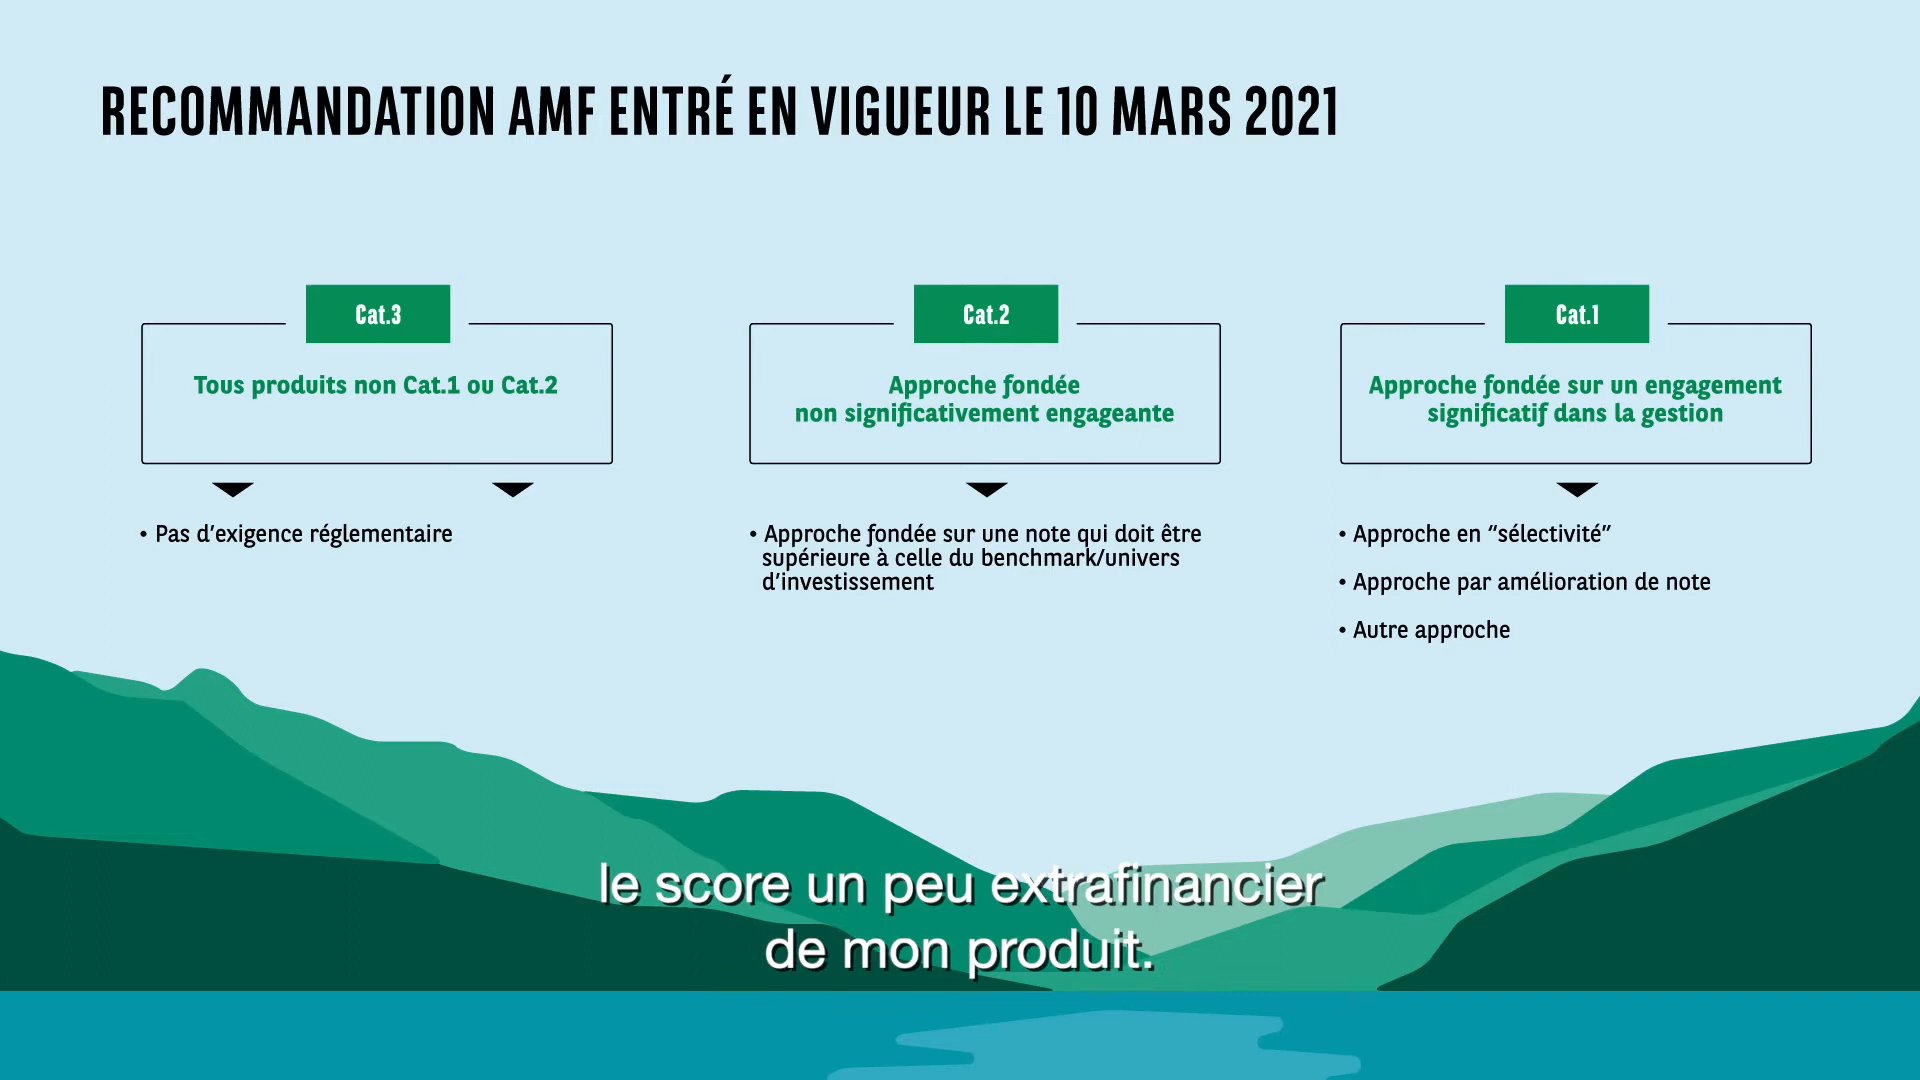 RECOMMANDATION AMF ENTRÉ EN VIGUEUR LE 10 MARS 2021
Cat.3
Tous produits non Cat.1 ou Cat.2
• Pas d’exigence réglementaire
Cat.2
Approche fondée
non significativement engageante
• Approche fondée sur une note qui doit être
supérieure à celle du benchmark/univers
d’investissement
Cat.1
Approche fondée sur un engagement
significatif dans la gestion
• Approche en “sélectivité”
• Approche par amélioration de note
• Autre approche
le score un peu extrafinancier
de mon produit.